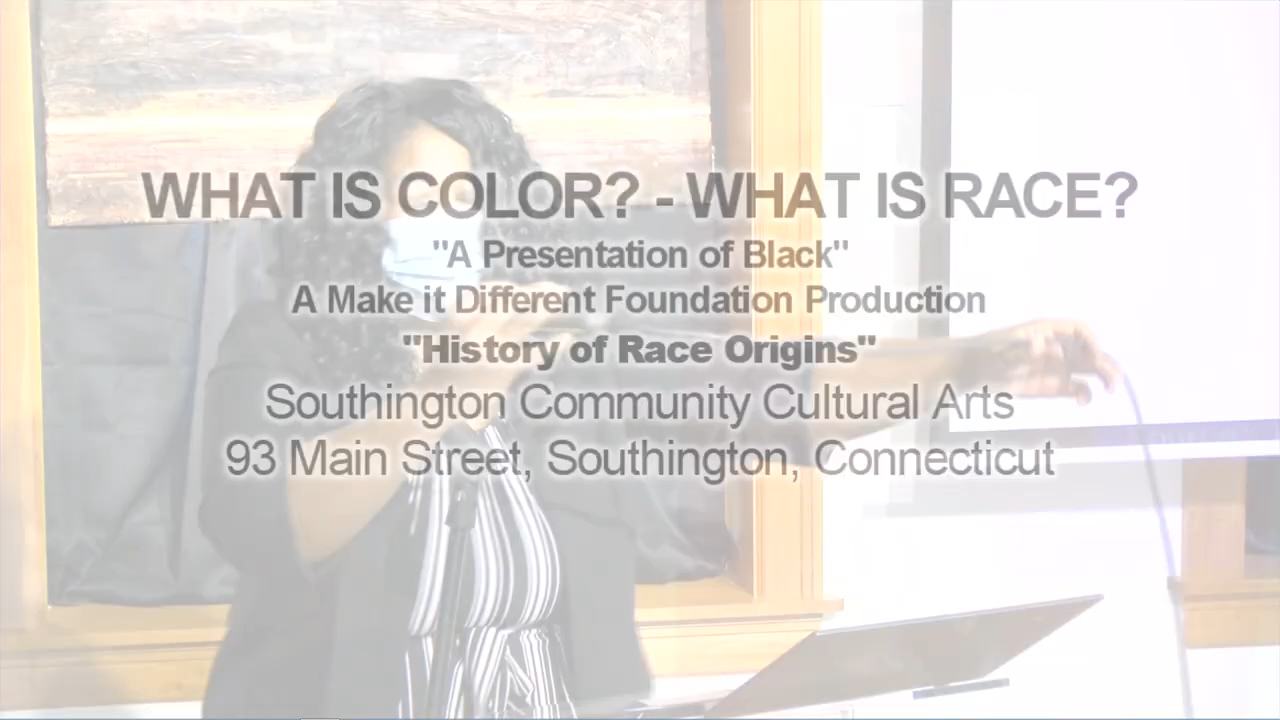 WHAT IS COLOR? - WHAT IS RACE?
"A Presentation of Black"
A Make it Different Foundation Production
"History of Race Origins"
Southington Community Cultural Arts
93 Main Street, Southington, Connecticut